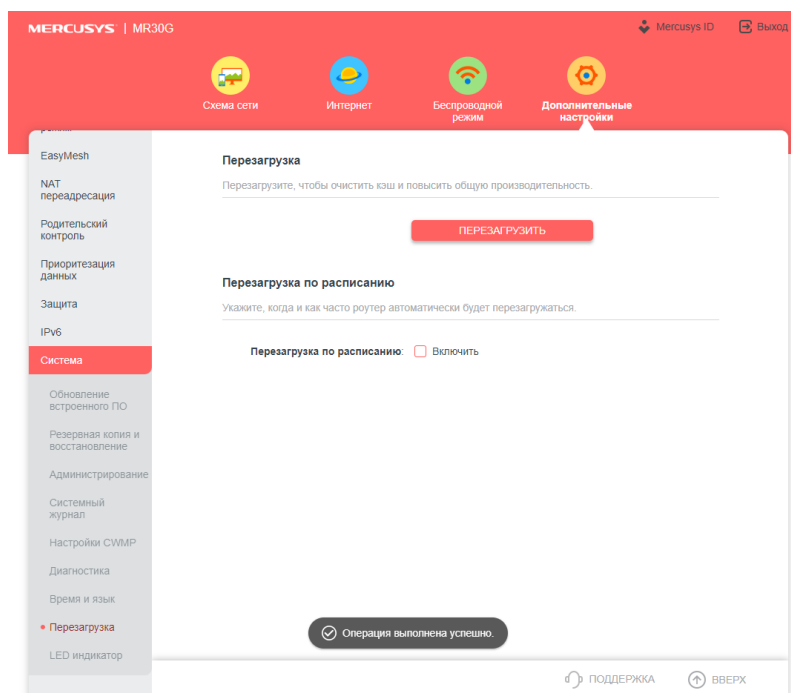 MERCUSYS | MR30G
Mercusys ID
Выход
Схема сети
Интернет
Беспроводной
режим
Дополнительные
настройки
EasyMesh
NAT
переадресация
Родительский
контроль
Приоритезация
данных
Защита
IPv6
Система
Обновление
встроенного ПО
Резервная копия и
восстановление
Администрирование
Системный
журнал
Настройки CWMP
Диагностика
Время и язык
Перезагрузка
LED индикатор
Перезагрузка
Перезагрузите, чтобы очистить кэш и повысить общую производительность.
ПЕРЕЗАГРУЗИТЬ
Перезагрузка по расписанию
Укажите, когда и как часто роутер автоматически будет перезагружаться.
Перезагрузка по расписанию: Включить
Операция выполнена успешно.
ПОДДЕРЖКА
ВВЕРХ